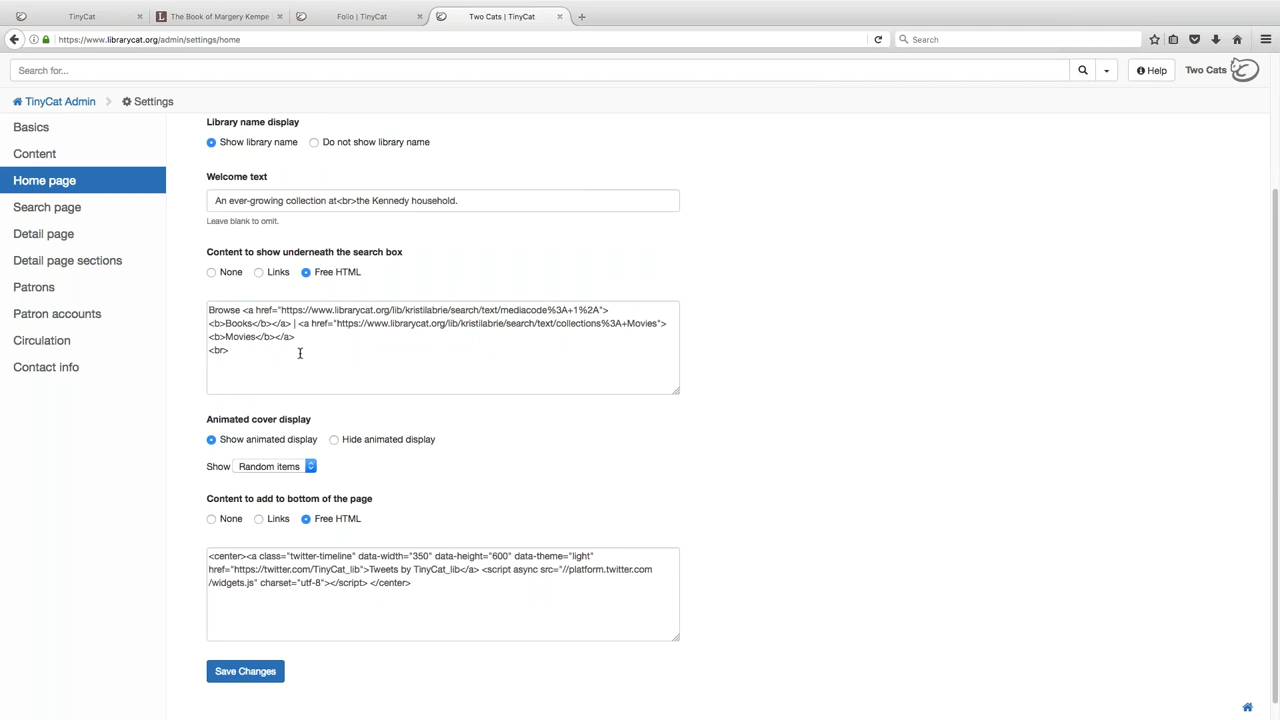 TinyCat
The Book of Margery Kempe
Folio | TinyCat
Two Cats | TinyCat
https://www.librarycat.org/admin/settings/home
Search
Search for...
Help
Two Cats
TinyCat Admin
Settings
Basics
Content
Home page
Search page
Detail page
Detail page sections
Patrons
Patron accounts
Circulation
Contact info
Library name display
Show library name
Do not show library name
Welcome text
An ever-growing collection at<br>the Kennedy household.
Leave blank to omit.
Content to show underneath the search box
None
Links
Free HTML
Browse <a href="https://www.librarycat.org/lib/kristilabrie/search/text/mediacode%3A+1%2A">
<b>Books</b></a> | <a href="https://www.librarycat.org/lib/kristilabrie/search/text/collections%3A+Movies">
<b>Movies</b></a>
<br>
Animated cover display
Show animated display
Hide animated display
Show
Random items
Content to add to bottom of the page
None
Links
Free HTML
<center><a class="twitter-timeline" data-width="350" data-height="600" data-theme="light"
href="https://twitter.com/TinyCat_lib">Tweets by TinyCat_lib</a> <script async src="//platform.twitter.com
/widgets.js" charset="utf-8"></script> </center>
Save Changes